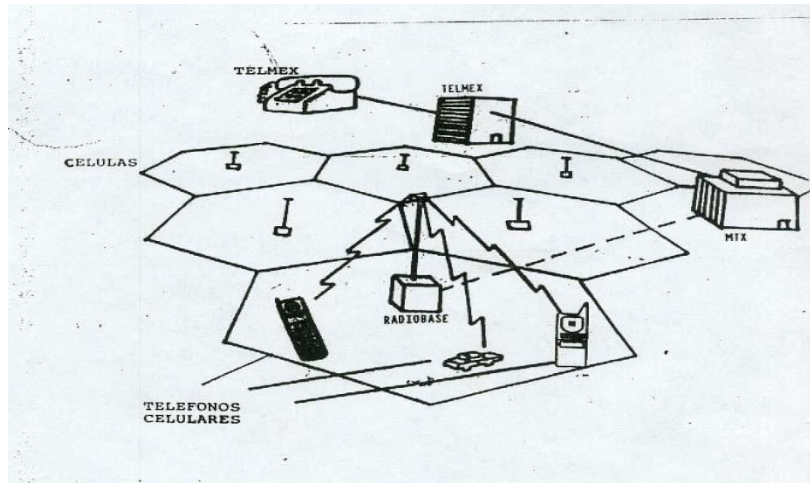 TELMEX
TELMEX
CELULAS
MTX
RADIOBASE
TELEFONOS
CELULARES